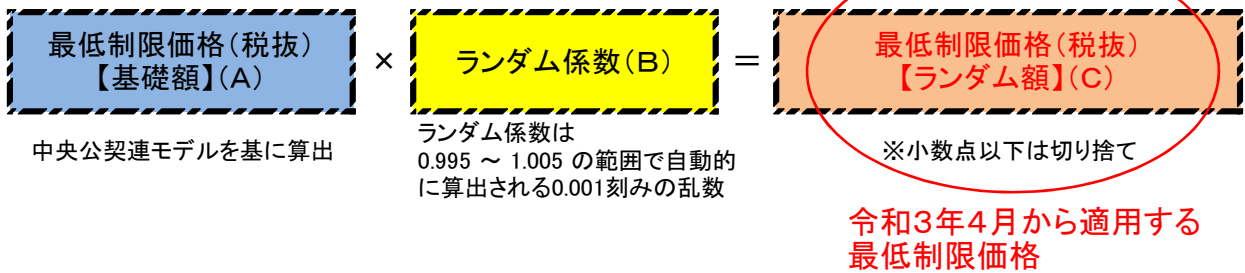 最低制限価格（税抜）
【基礎額】（A）
×
ランダム係数（B）
＝
最低制限価格（税抜）
【ランダム額】（C）
中央公契連モデルを基に算出
ランダム係数は
0.995 ～ 1.005 の範囲で自動的
に算出される0.001刻みの乱数
※小数点以下は切り捨て
令和３年４月から適用する
最低制限価格